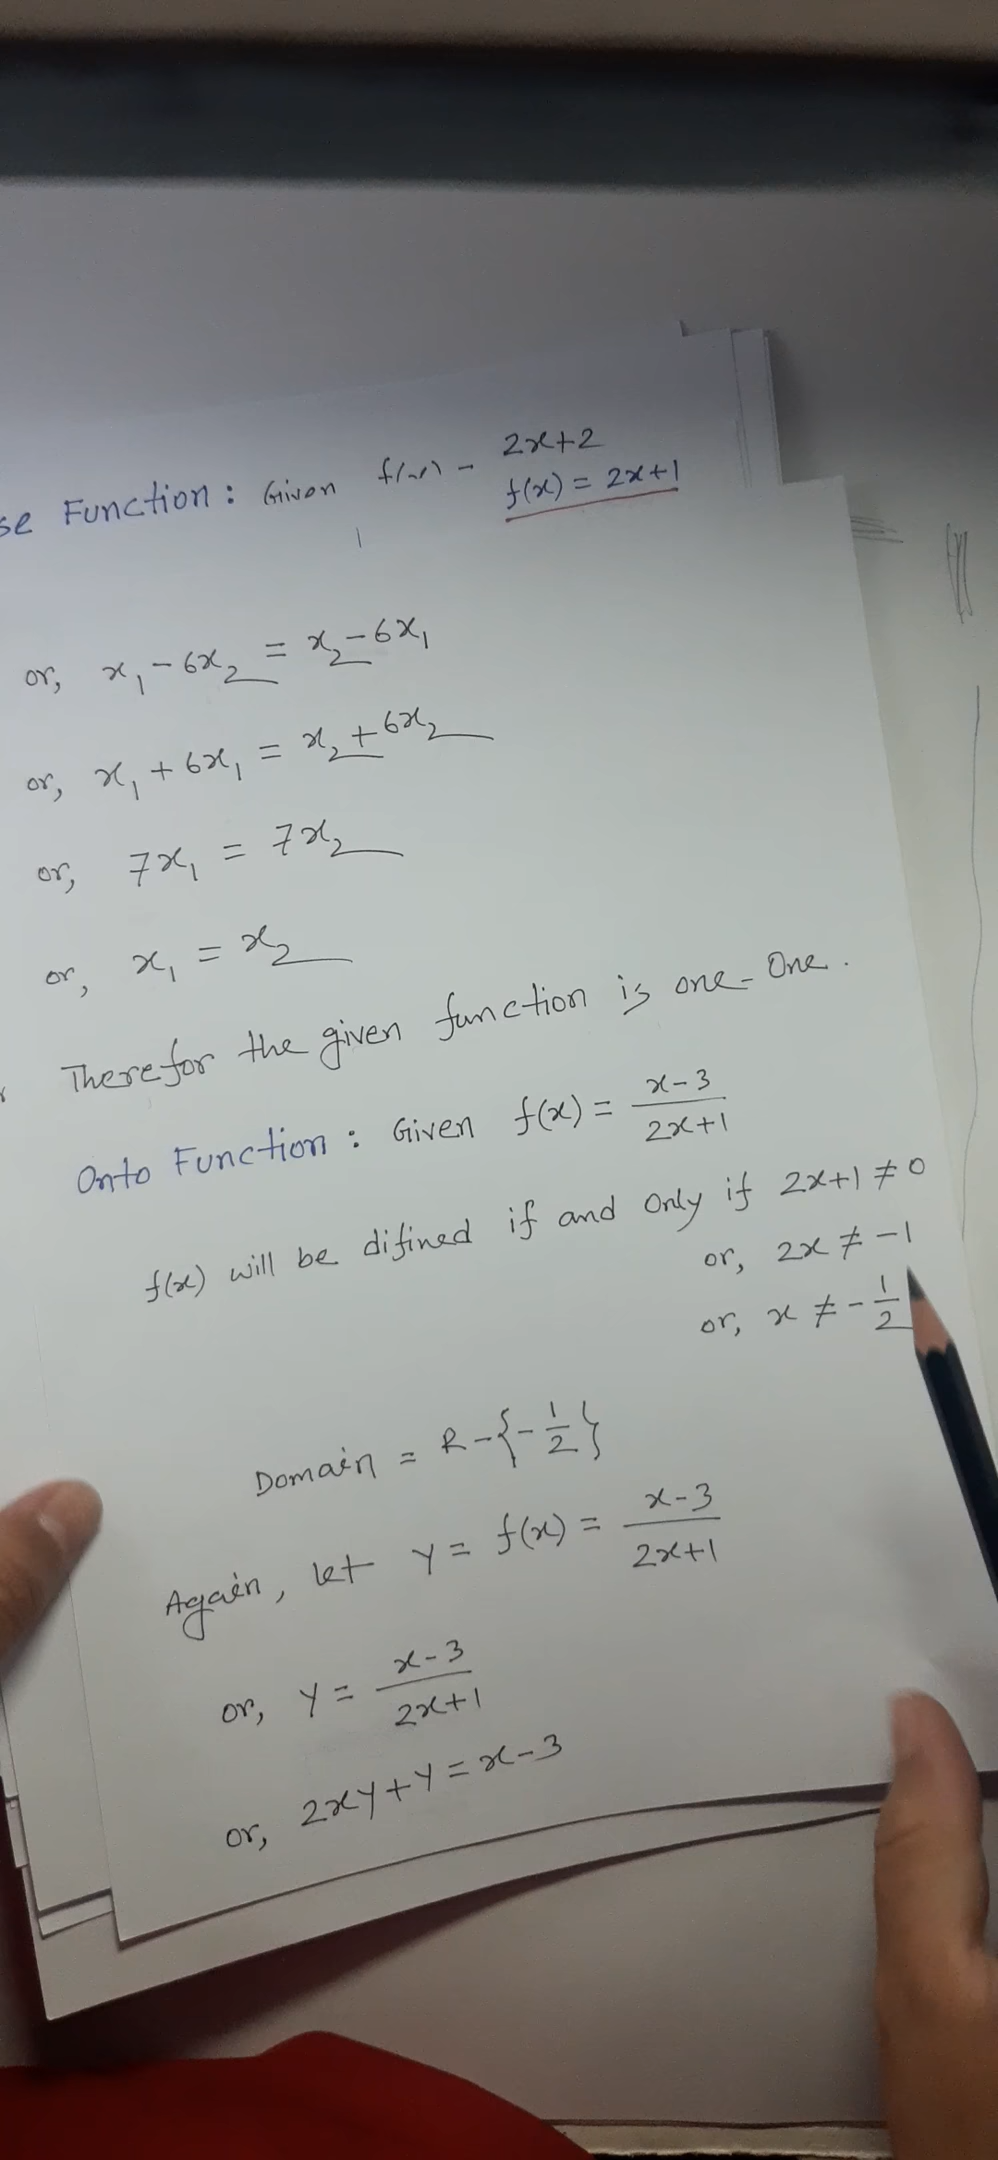 Function: Given f(x) - 2x+2
f(x) = 2x+1
or, x₁ - 6x₂ = x₂ - 6x₁
or, x₁ + 6x₁ = x₂ + 6x₂
or, 7x₁ = 7x₂
or, x₁ = x₂
Therefor the given function is one-One.
Onto Function: Given f(x) = (x-3)/(2x+1)
f(x) will be difined if and Only if 2x+1 ≠ 0
or, 2x ≠ -1
or, x ≠ -1/2
Domain = R-{-1/2}
Again, let y = f(x) = (x-3)/(2x+1)
or, y = (x-3)/(2x+1)
or, 2xy+y = x-3